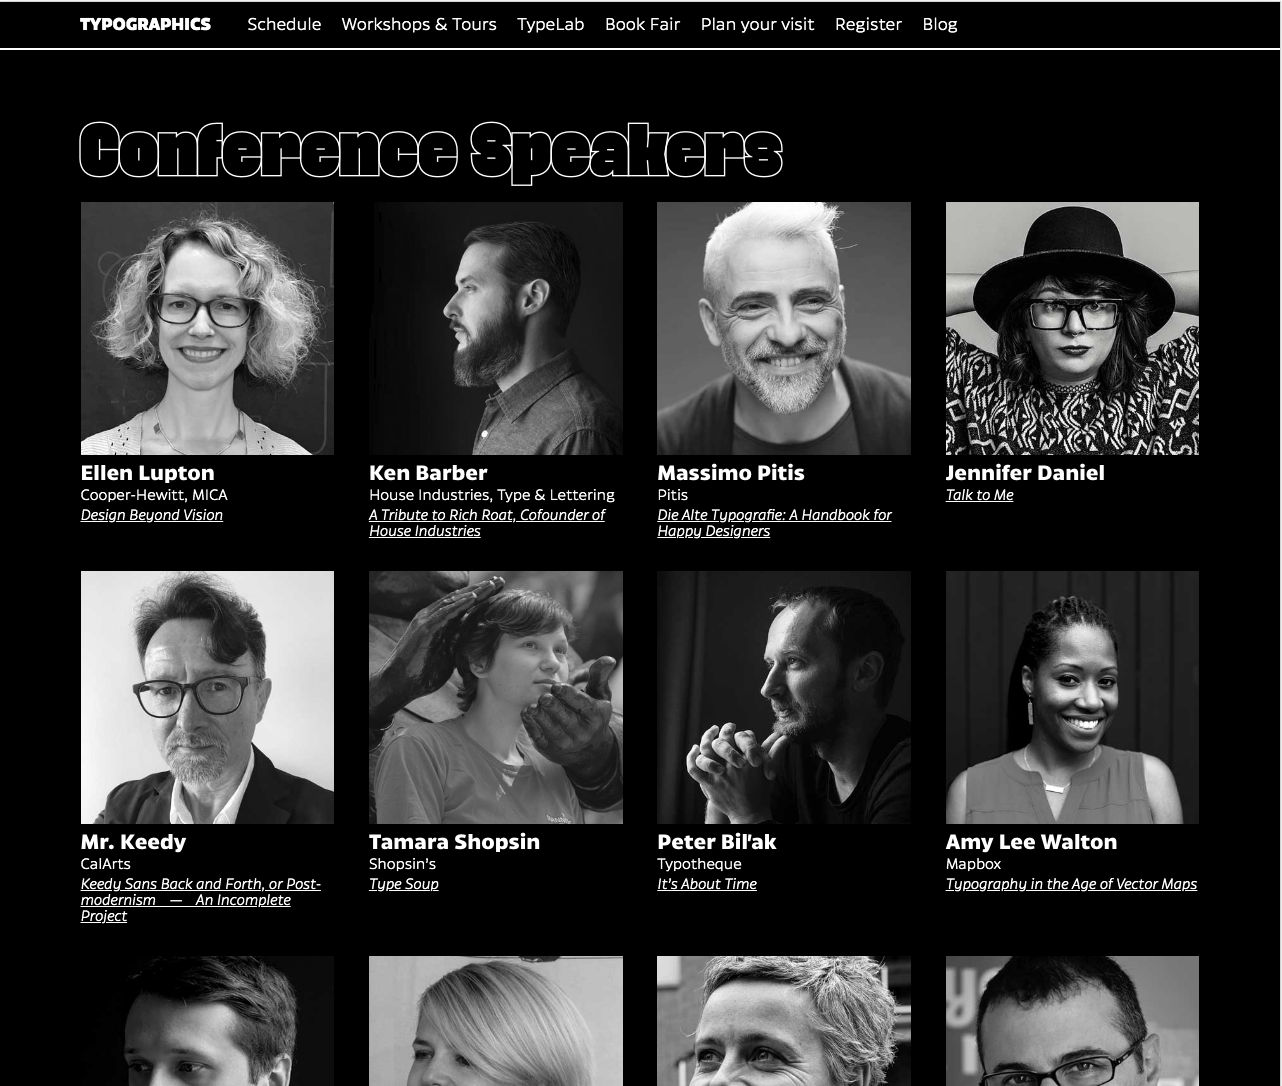 TYPOGRAPHICS Schedule Workshops & Tours TypeLab Book Fair Plan your visit Register Blog
Conference Speakers
Ellen Lupton
Cooper-Hewitt, MICA
Design Beyond Vision
Ken Barber
House Industries, Type & Lettering
A Tribute to Rich Roat, Cofounder of
House Industries
Massimo Pitis
Pitis
Die Alte Typografie: A Handbook for
Happy Designers
Jennifer Daniel
Talk to Me
Mr. Keedy
CalArts
Keedy Sans Back and Forth, or Post-
modernism — An Incomplete
Project
Tamara Shopsin
Shopsin’s
Type Soup
Peter Biľak
Typotheque
It’s About Time
Amy Lee Walton
Mapbox
Typography in the Age of Vector Maps